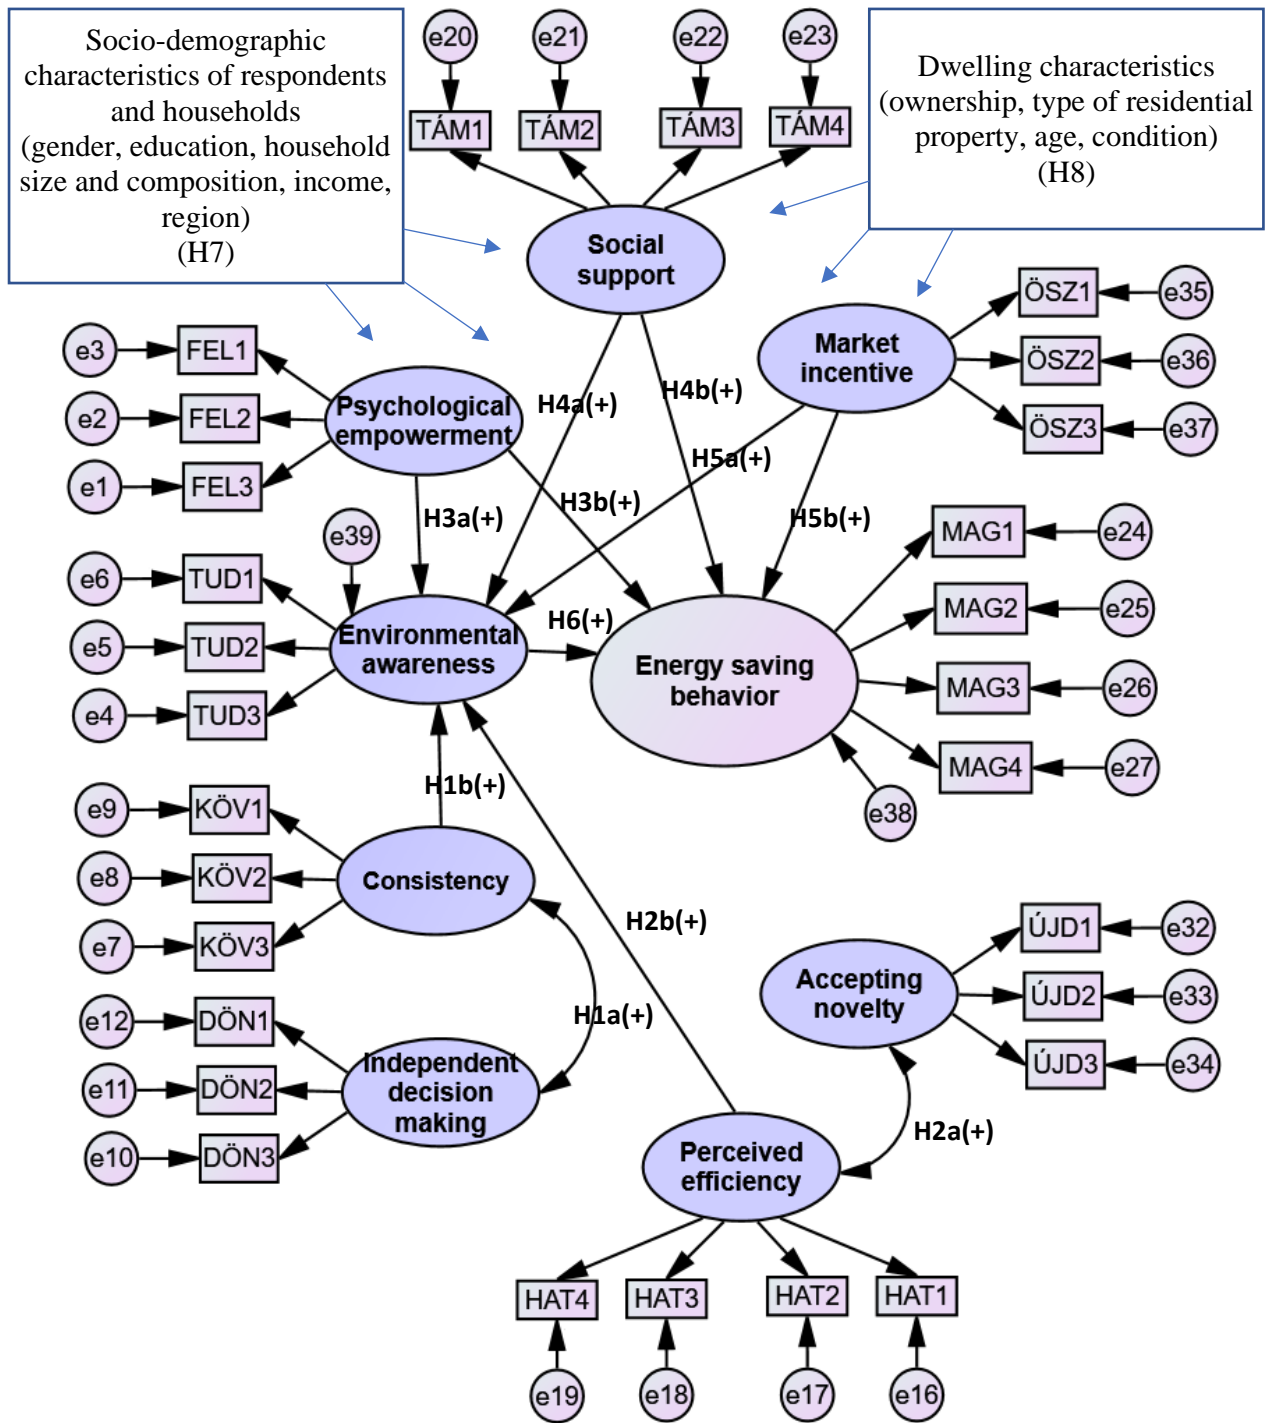 Socio-demographic
characteristics of respondents
and households
(gender, education, household
size and composition, income,
region)
(H7)
e20
e21
e22
e23
TÁM1
TÁM2
TÁM3
TÁM4
Dwelling characteristics
(ownership, type of residential
property, age, condition)
(H8)
Social
support
Market
incentive
ÖSZ1
e35
ÖSZ2
e36
ÖSZ3
e37
e3
FEL1
e2
FEL2
e1
FEL3
Psychological
empowerment
H4a(+)
H4b(+)
H5a(+)
H3a(+)
H3b(+)
H5b(+)
e39
e6
TUD1
e5
TUD2
e4
TUD3
Environmental
awareness
H6(+)
Energy saving
behavior
MAG1
e24
MAG2
e25
MAG3
e26
MAG4
e27
e38
H1b(+)
e9
KÖV1
e8
KÖV2
e7
KÖV3
Consistency
H2b(+)
Accepting
novelty
ÚJD1
e32
ÚJD2
e33
ÚJD3
e34
H1a(+)
e12
DÖN1
e11
DÖN2
e10
DÖN3
Independent
decision
making
H2a(+)
Perceived
efficiency
HAT4
HAT3
HAT2
HAT1
e19
e18
e17
e16